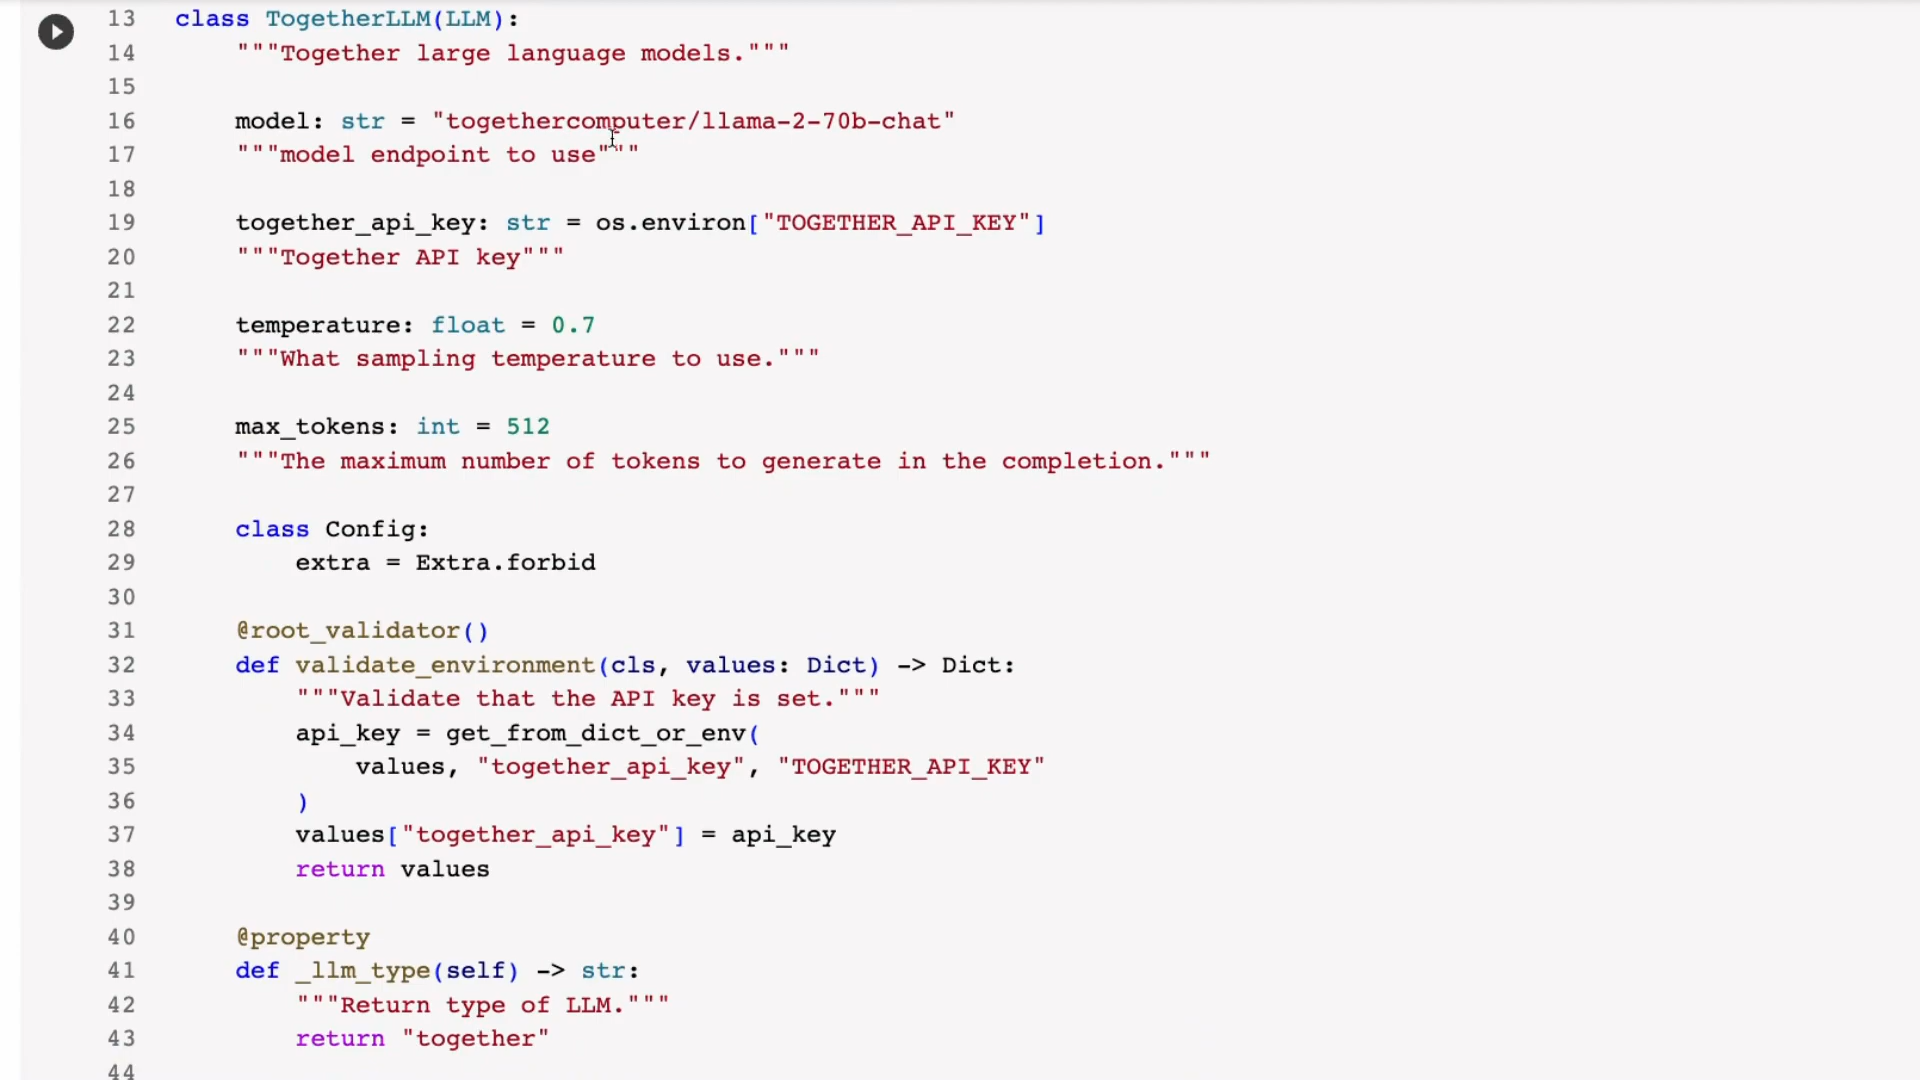 13 class TogetherLLM(LLM):
14 """Together large language models."""
15
16 model: str = "togethercomputer/llama-2-70b-chat"
17 """model endpoint to use"""
18
19 together_api_key: str = os.environ["TOGETHER_API_KEY"]
20 """Together API key"""
21
22 temperature: float = 0.7
23 """What sampling temperature to use."""
24
25 max_tokens: int = 512
26 """The maximum number of tokens to generate in the completion."""
27
28 class Config:
29 extra = Extra.forbid
30
31 @root_validator()
32 def validate_environment(cls, values: Dict) -> Dict:
33 """Validate that the API key is set."""
34 api_key = get_from_dict_or_env(
35 values, "together_api_key", "TOGETHER_API_KEY"
36 )
37 values["together_api_key"] = api_key
38 return values
39
40 @property
41 def _llm_type(self) -> str:
42 """Return type of LLM."""
43 return "together"
44